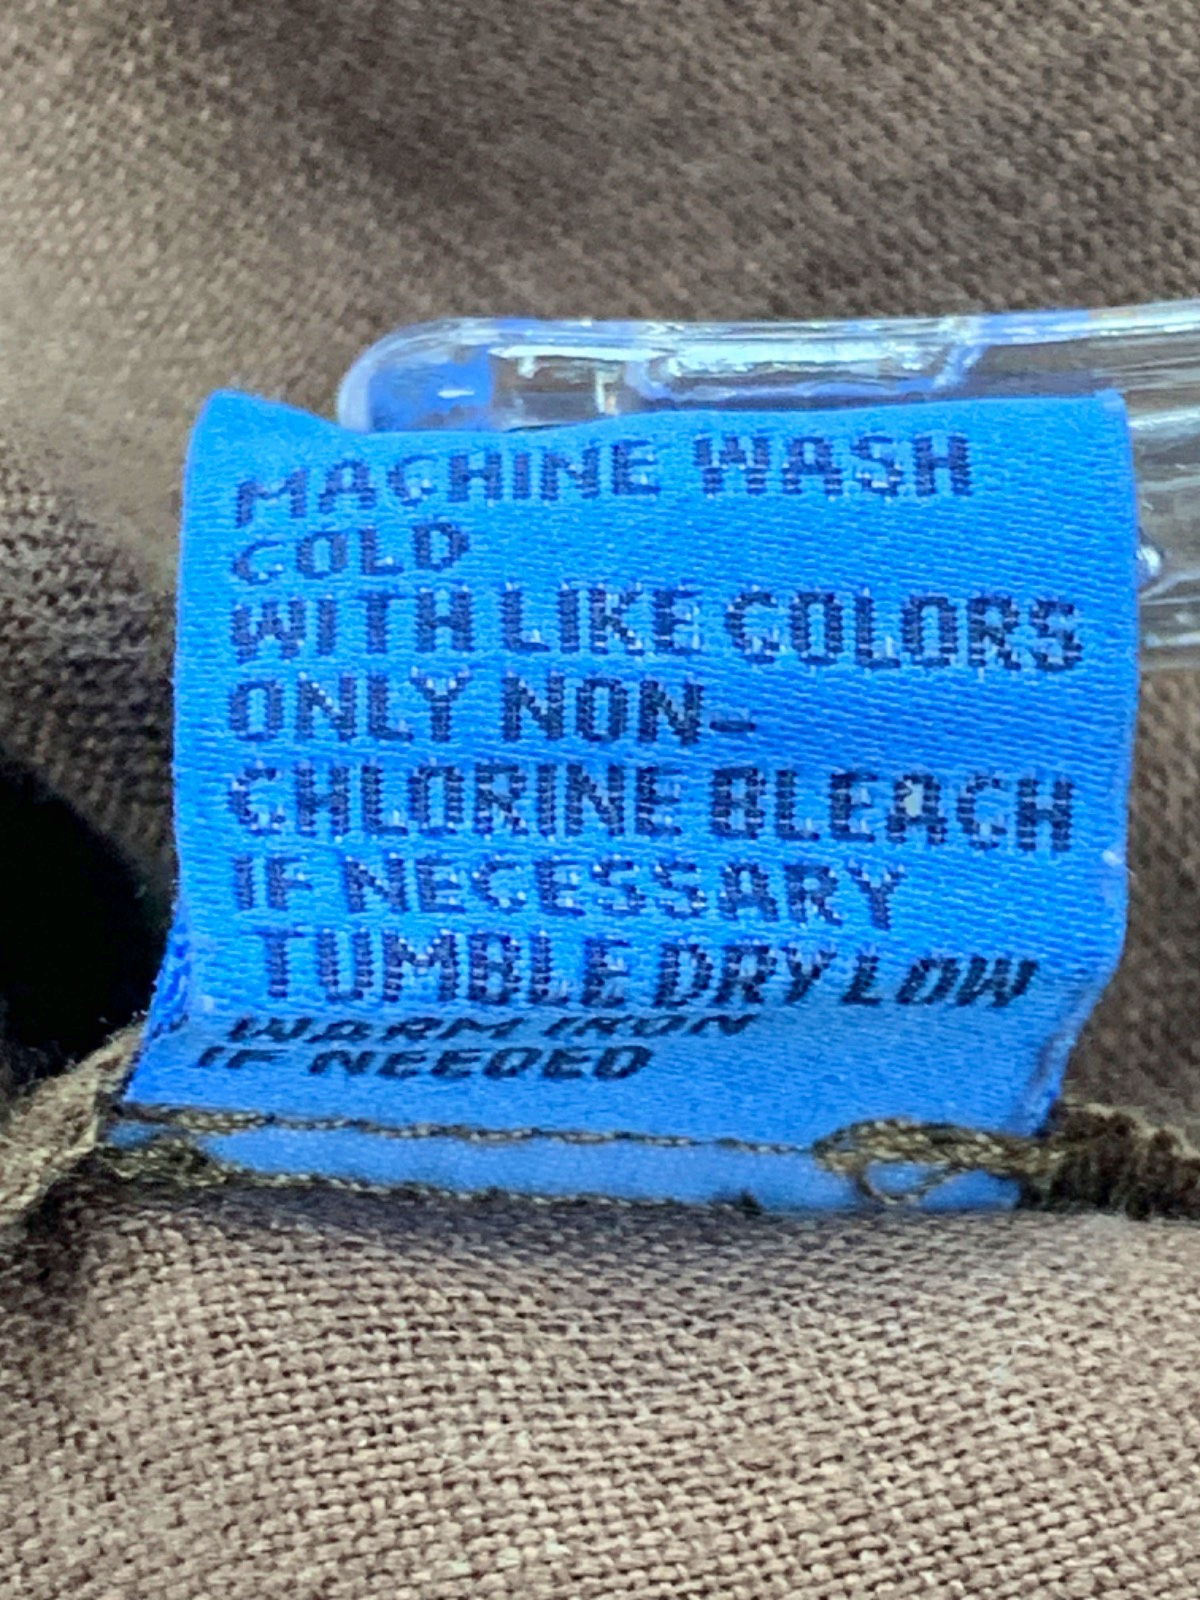 MACHINE WASH
COLD
WITH LIKE COLORS
ONLY NON-
CHLORINE BLEACH
IF NECESSARY
TUMBLE DRY LOW
WARM IRON
IF NEEDED